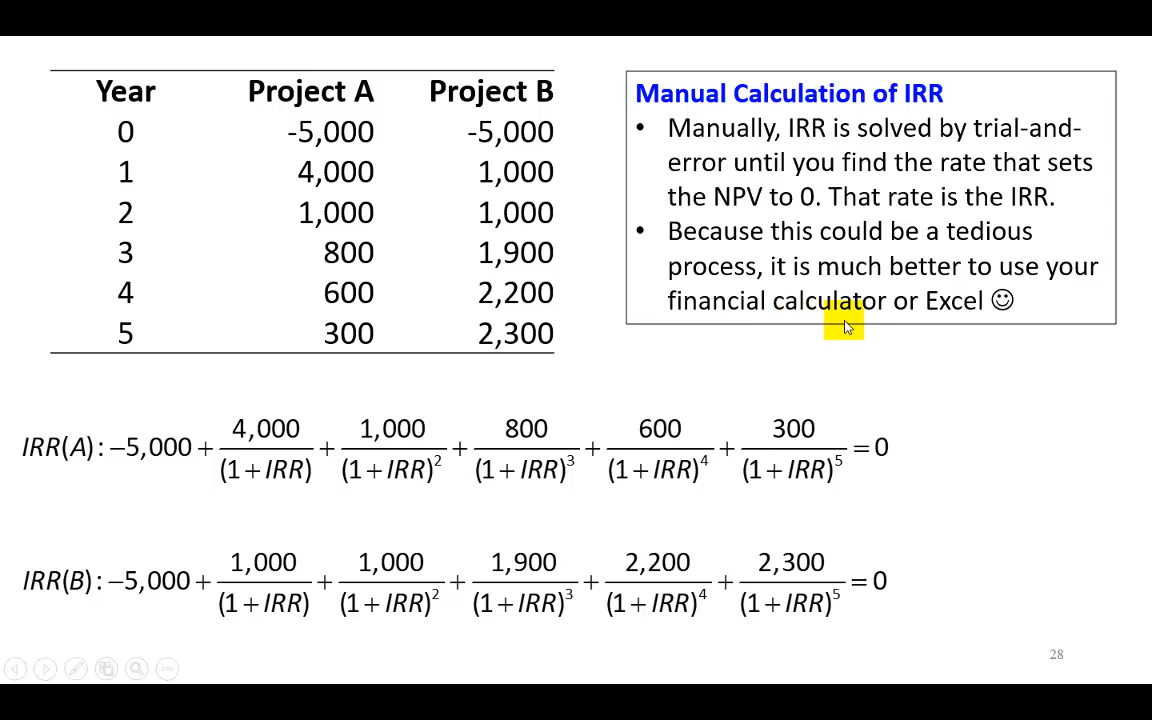 Year Project A Project B
0 -5,000 -5,000
1 4,000 1,000
2 1,000 1,000
3 800 1,900
4 600 2,200
5 300 2,300
Manual Calculation of IRR
• Manually, IRR is solved by trial-and-
error until you find the rate that sets
the NPV to 0. That rate is the IRR.
• Because this could be a tedious
process, it is much better to use your
financial calculator or Excel ☺
IRR(A): −5,000 + 4,000/(1+IRR) + 1,000/(1+IRR)² + 800/(1+IRR)³ + 600/(1+IRR)⁴ + 300/(1+IRR)⁵ = 0
IRR(B): −5,000 + 1,000/(1+IRR) + 1,000/(1+IRR)² + 1,900/(1+IRR)³ + 2,200/(1+IRR)⁴ + 2,300/(1+IRR)⁵ = 0
28